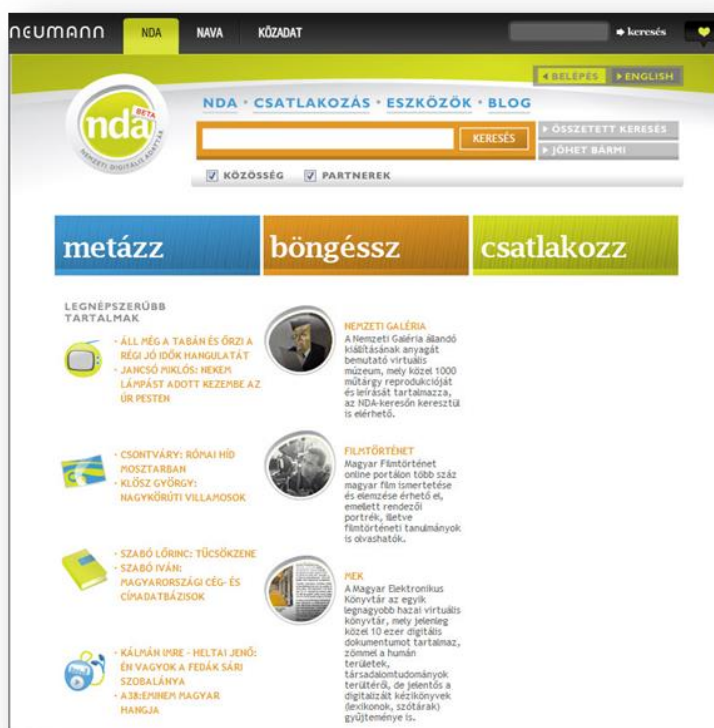 neumann NDA NAVA KÖZADAT keresés
BELÉPÉS ENGLISH
NDA • CSATLAKOZÁS • ESZKÖZÖK • BLOG
nda BETA
NEMZETI DIGITÁLIS ADATTÁR
KERESÉS
ÖSSZETETT KERESÉS
JÖHET BÁRMI
KÖZÖSSÉG PARTNEREK
metázz böngéssz csatlakozz
LEGNÉPSZERŰBB
TARTALMAK
- ÁLL MÉG A TABÁN ÉS ŐRZI A
RÉGI JÓ IDŐK HANGULATÁT
- JANCSÓ MIKLÓS: NEKEM
LÁMPÁST ADOTT KEZEMBE AZ
ÚR PESTEN
- CSONTVÁRY: RÓMAI HÍD
MOSZTARBAN
- KLÖSZ GYÖRGY:
NAGYKÖRÚTI VILLAMOSOK
- SZABÓ LŐRINC: TÜCSÖKZENE
- SZABÓ IVÁN:
MAGYARORSZÁGI CÉG- ÉS
CÍMADATBÁZISOK
- KÁLMÁN IMRE - HELTAI JENŐ:
ÉN VAGYOK A FEDÁK SÁRI
SZOBALÁNYA
- A38:EMINEM MAGYAR
HANGJA
NEMZETI GALÉRIA
A Nemzeti Galéria állandó
kiállításának anyagát
bemutató virtuális
múzeum, mely közel 1000
műtárgy reprodukcióját
és leírását tartalmazza,
az NDA-keresőn keresztül
is elérhető.
FILMTÖRTÉNET
Magyar Filmtörténet
online portálon több száz
magyar film ismertetése
és elemzése érhető el,
emellett rendezői
portrék, illetve
filmtörténeti tanulmányok
is olvashatók.
MEK
A Magyar Elektronikus
Könyvtár az egyik
legnagyobb hazai virtuális
könyvtár, mely jelenleg
közel 10 ezer digitális
dokumentumot tartalmaz,
zömmel a humán
területek,
társadalomtudományok
területéről, de jelentős a
digitalizált kézikönyvek
(lexikonok, szótárak)
gyűjteménye is.